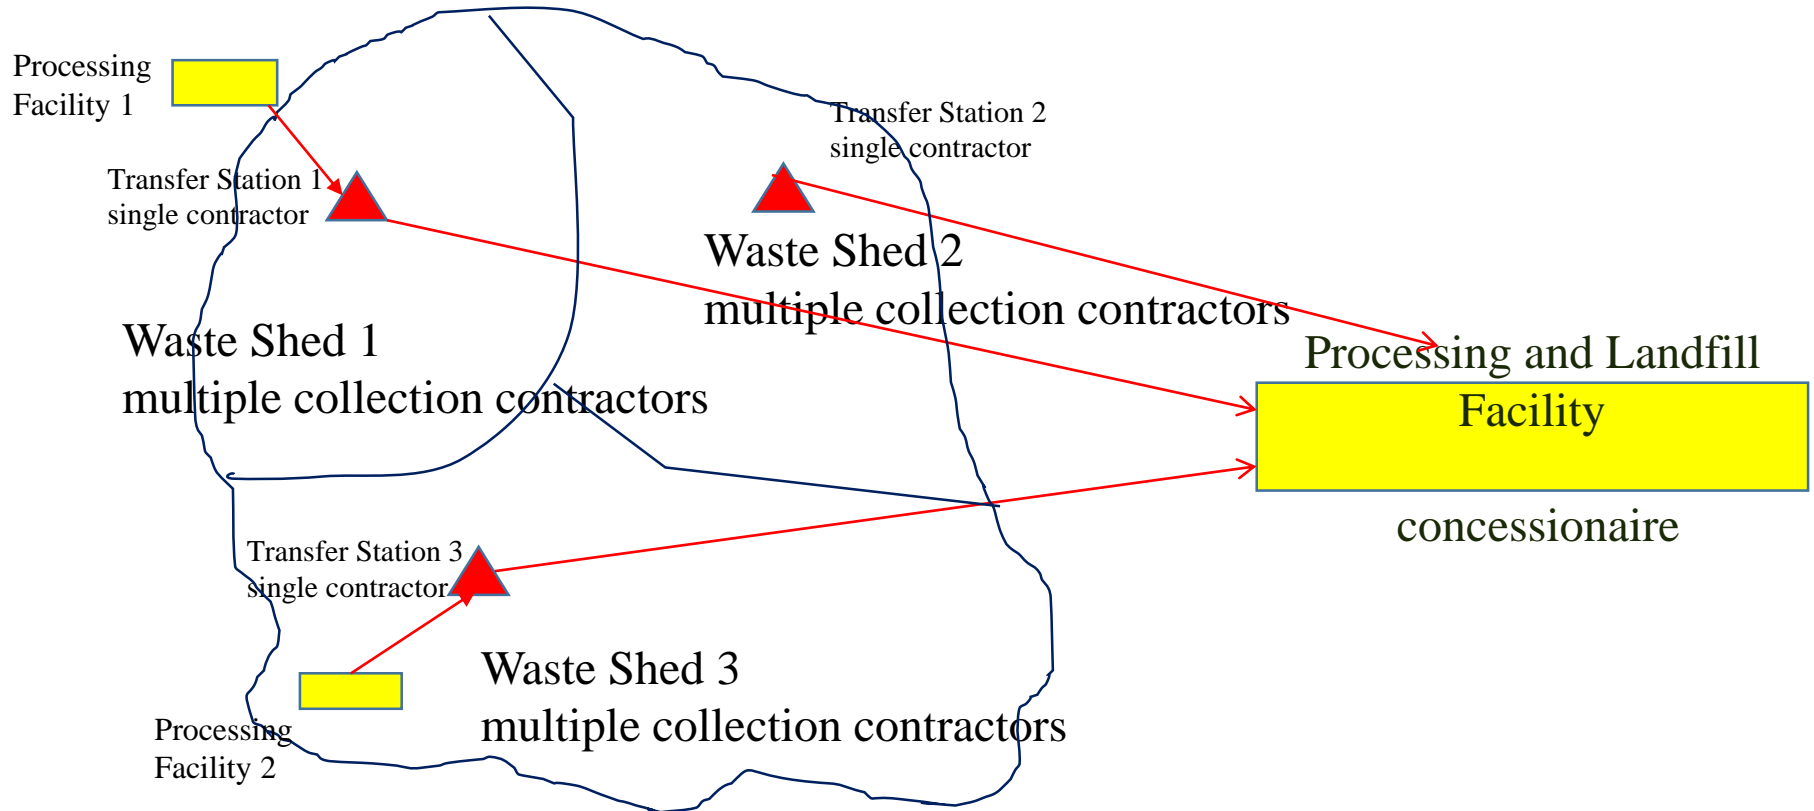 Processing
Facility 1
Transfer Station 2
single contractor
Transfer Station 1
single contractor
Waste Shed 2
multiple collection contractors
Waste Shed 1
multiple collection contractors
Processing and Landfill
Facility
concessionaire
Transfer Station 3
single contractor
Waste Shed 3
multiple collection contractors
Processing
Facility 2